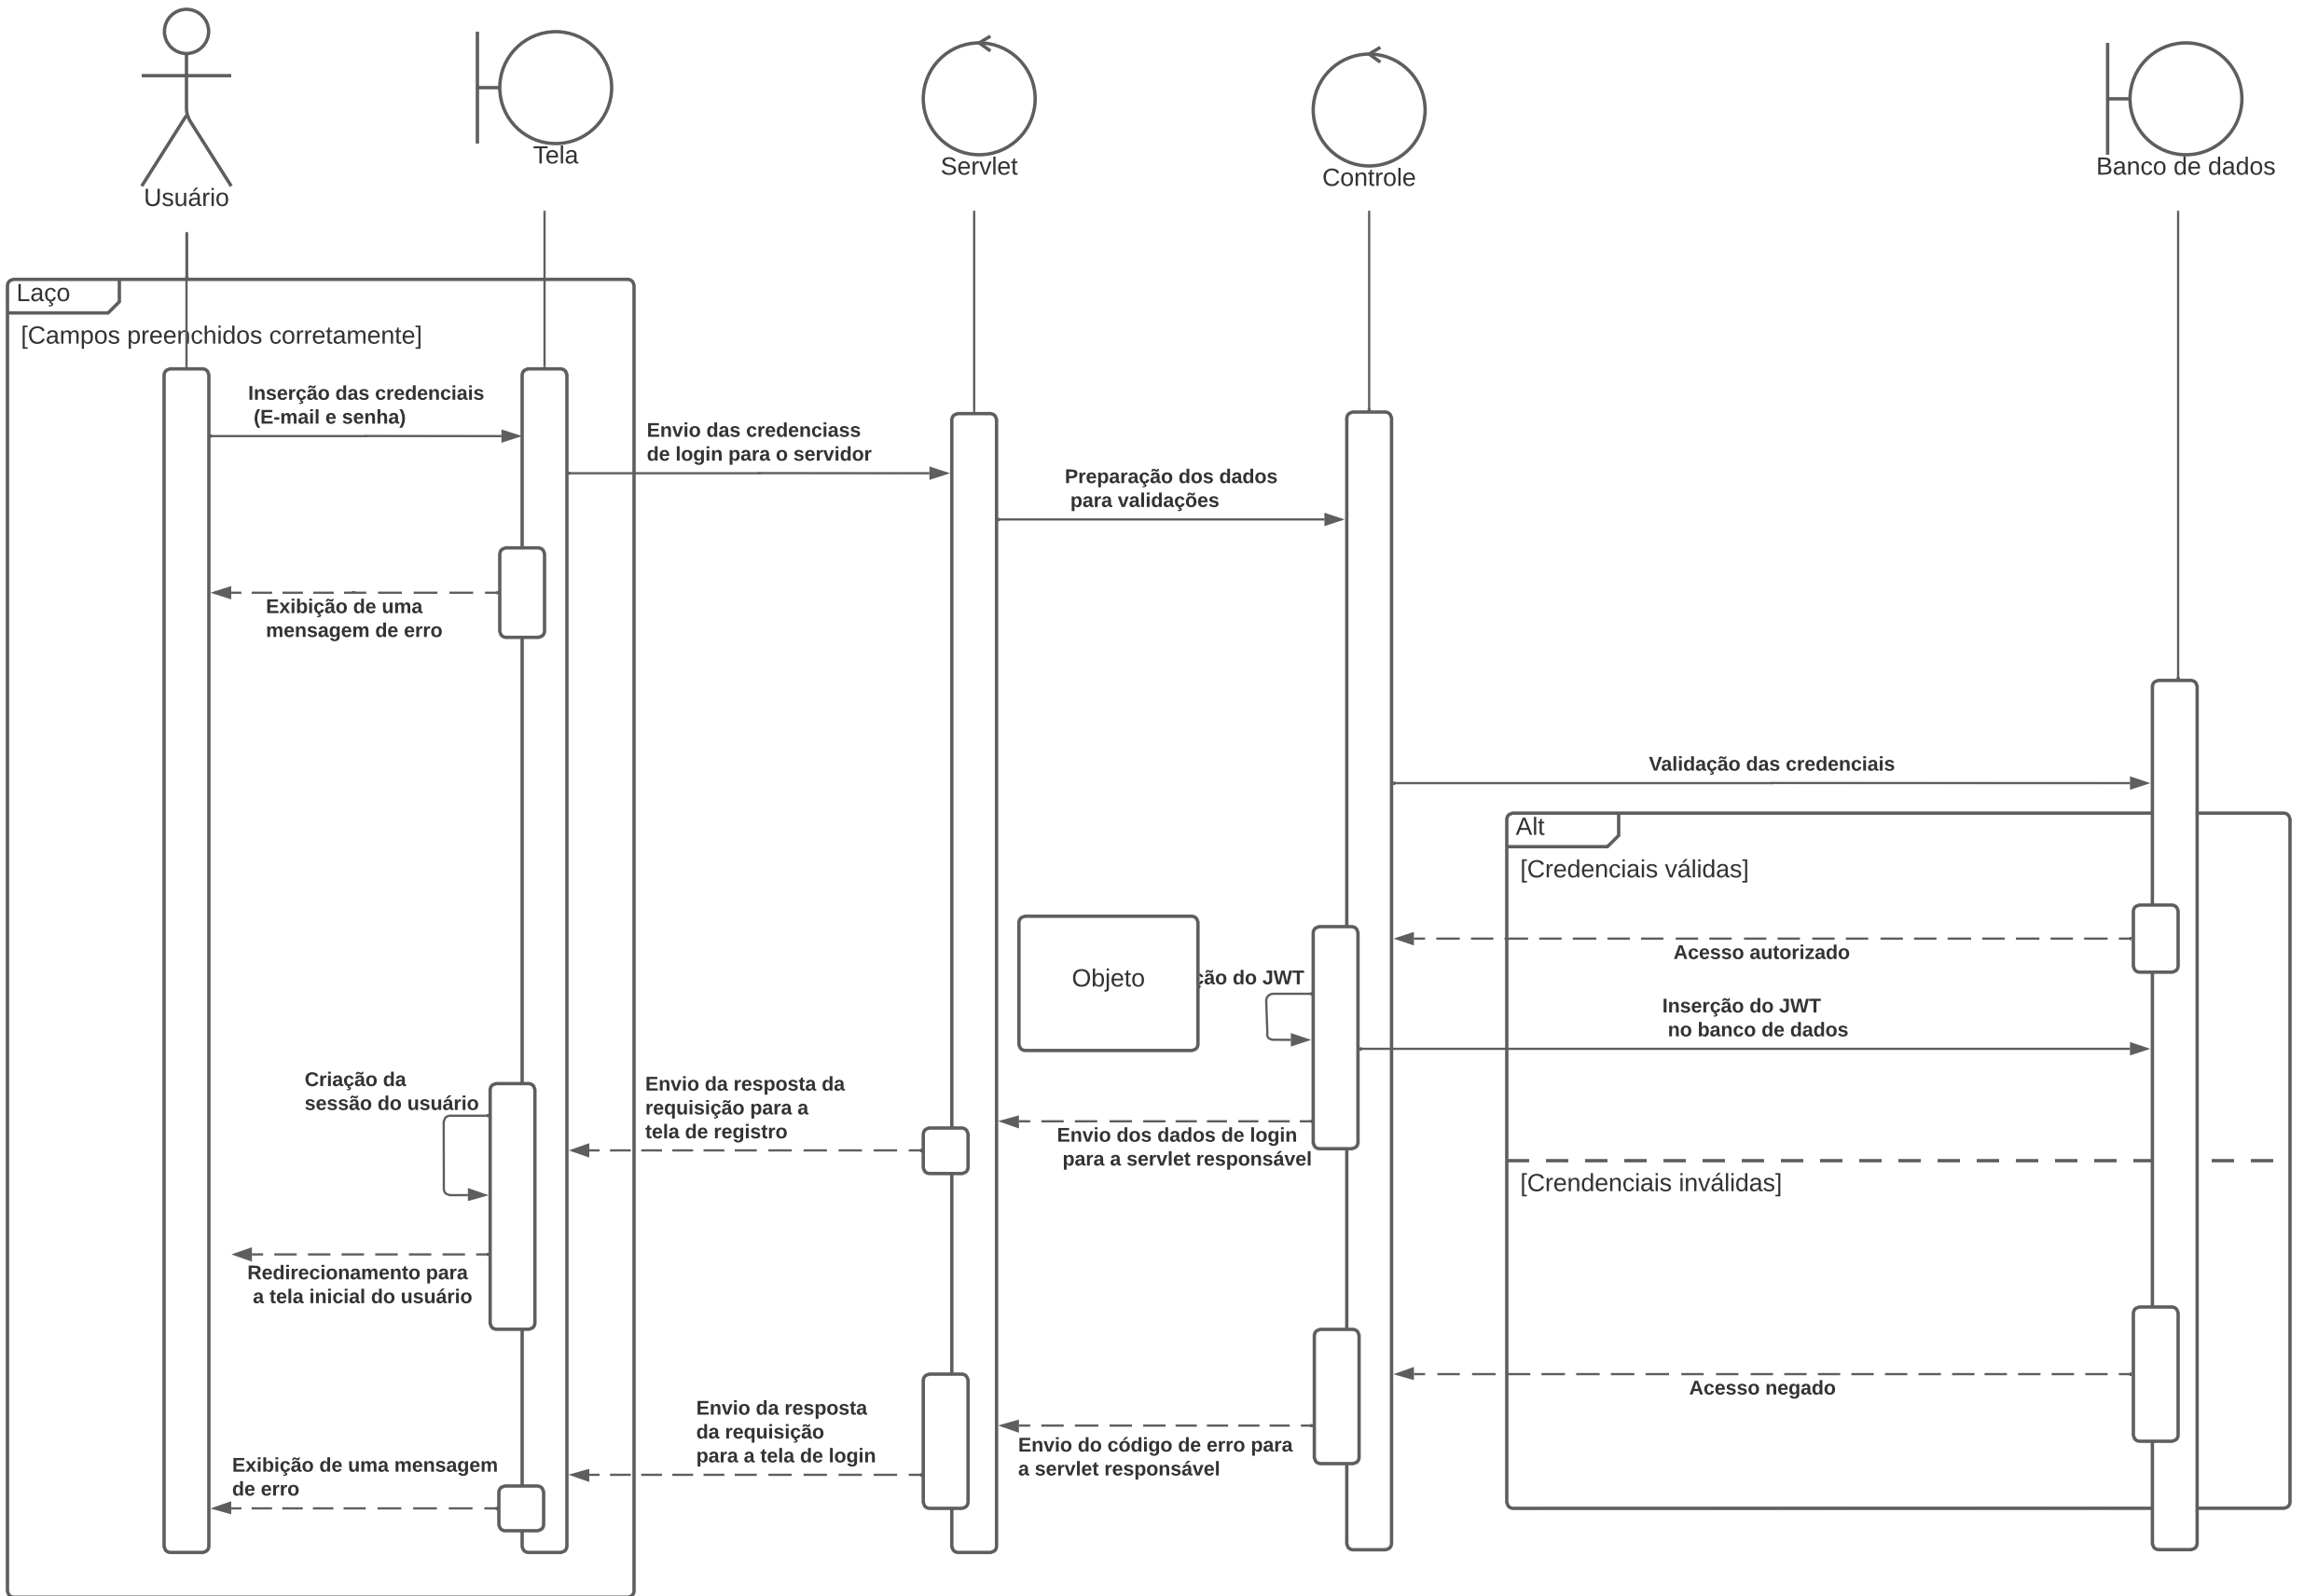 Usuário
Tela
Servlet
Controle
Banco de dados
Laço
[Campos preenchidos corretamente]
Inserção das credenciais
(E-mail e senha)
Envio das credenciass
de login para o servidor
Preparação dos dados
para validações
Exibição de uma
mensagem de erro
Validação das credenciais
Alt
[Credenciais válidas]
Acesso autorizado
Objeto
do JWT
Inserção do JWT
no banco de dados
Criação da
sessão do usuário
Envio da resposta da
requisição para a
tela de registro
Envio dos dados de login
para a servlet responsável
[Crendenciais inválidas]
Redirecionamento para
a tela inicial do usuário
Acesso negado
Envio da resposta
da requisição
para a tela de login
Envio do código de erro para
a servlet responsável
Exibição de uma mensagem
de erro